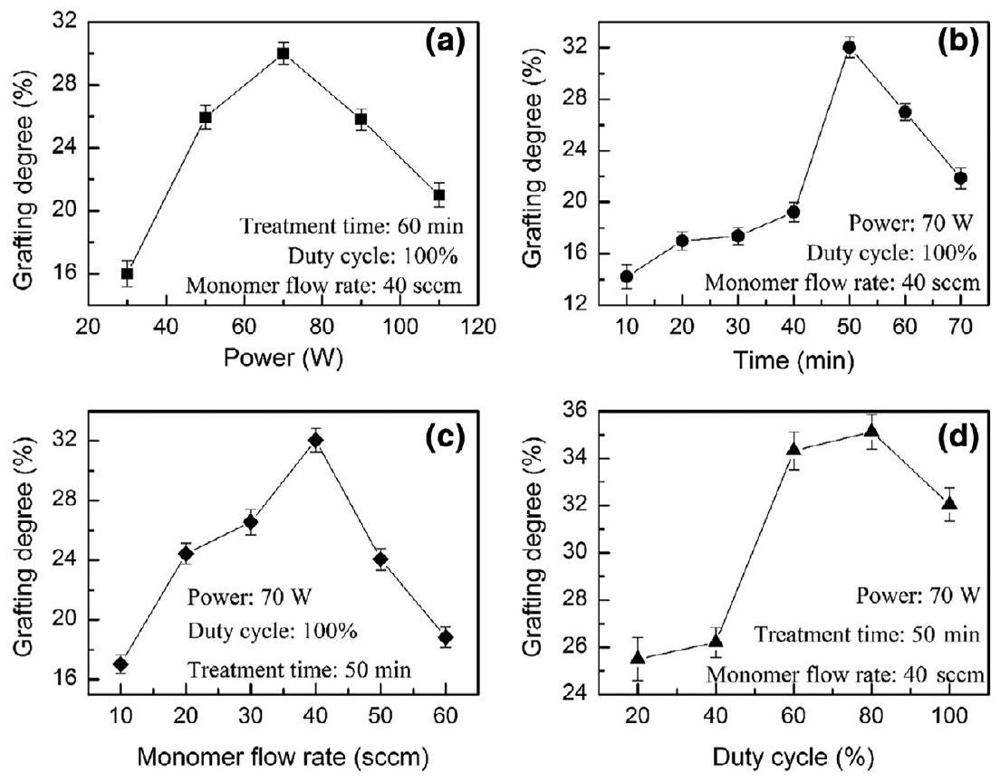 (a)
Grafting degree (%)
32
28
24
20
16
Treatment time: 60 min
Duty cycle: 100%
Monomer flow rate: 40 sccm
20 40 60 80 100 120
Power (W)
(b)
Grafting degree (%)
32
28
24
20
16
12
Power: 70 W
Duty cycle: 100%
Monomer flow rate: 40 sccm
10 20 30 40 50 60 70
Time (min)
(c)
Grafting degree (%)
32
28
24
20
16
Power: 70 W
Duty cycle: 100%
Treatment time: 50 min
10 20 30 40 50 60
Monomer flow rate (sccm)
(d)
Grafting degree (%)
36
34
32
30
28
26
24
Power: 70 W
Treatment time: 50 min
Monomer flow rate: 40 sccm
20 40 60 80 100
Duty cycle (%)